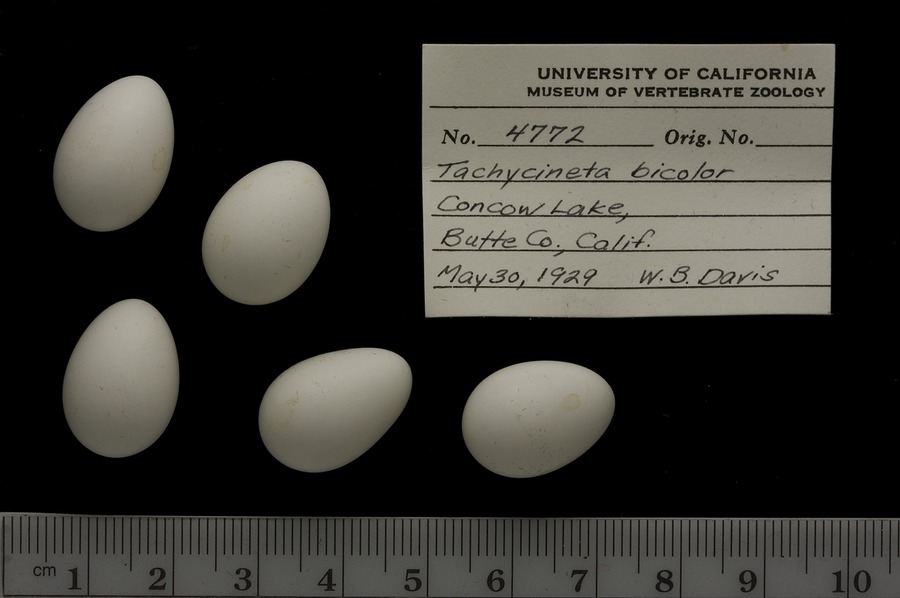 UNIVERSITY OF CALIFORNIA
MUSEUM OF VERTEBRATE ZOOLOGY
No. 4772 Orig. No.
Tachycineta bicolor
Concow Lake,
Butte Co., Calif.
May 30, 1929 W. B. Davis
cm 1 2 3 4 5 6 7 8 9 10